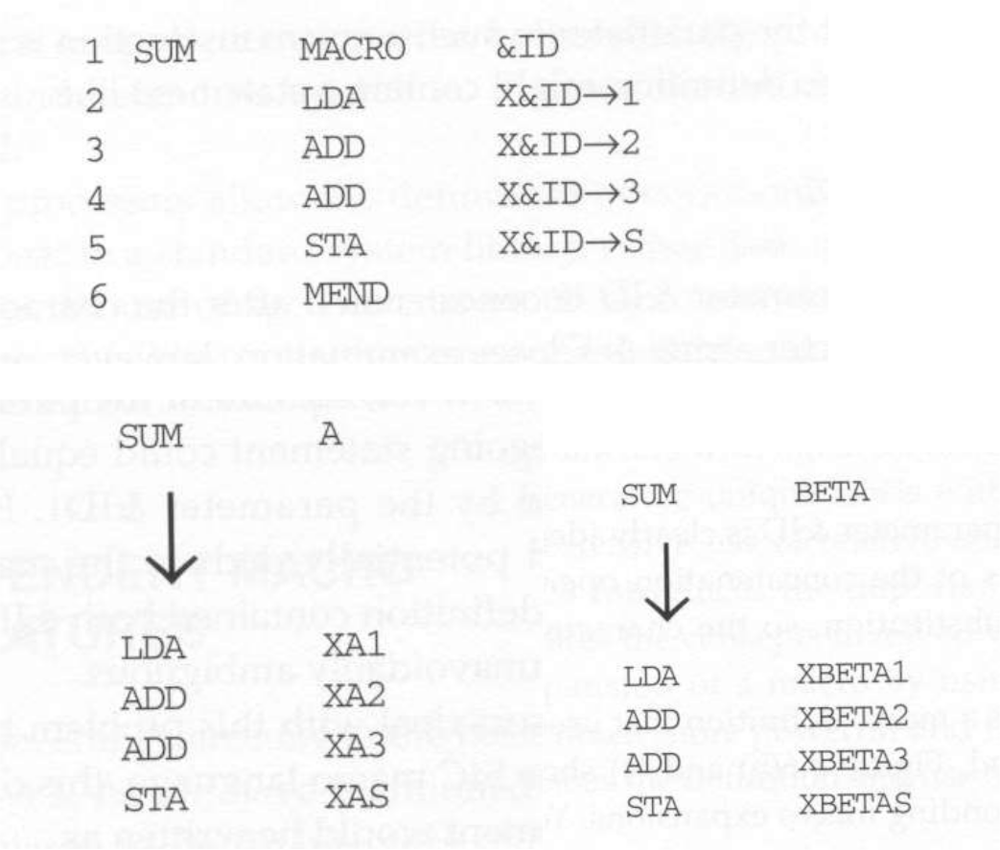 1 SUM MACRO &ID
2 LDA X&ID→1
3 ADD X&ID→2
4 ADD X&ID→3
5 STA X&ID→S
6 MEND
SUM A
LDA XA1
ADD XA2
ADD XA3
STA XAS
SUM BETA
LDA XBETA1
ADD XBETA2
ADD XBETA3
STA XBETAS